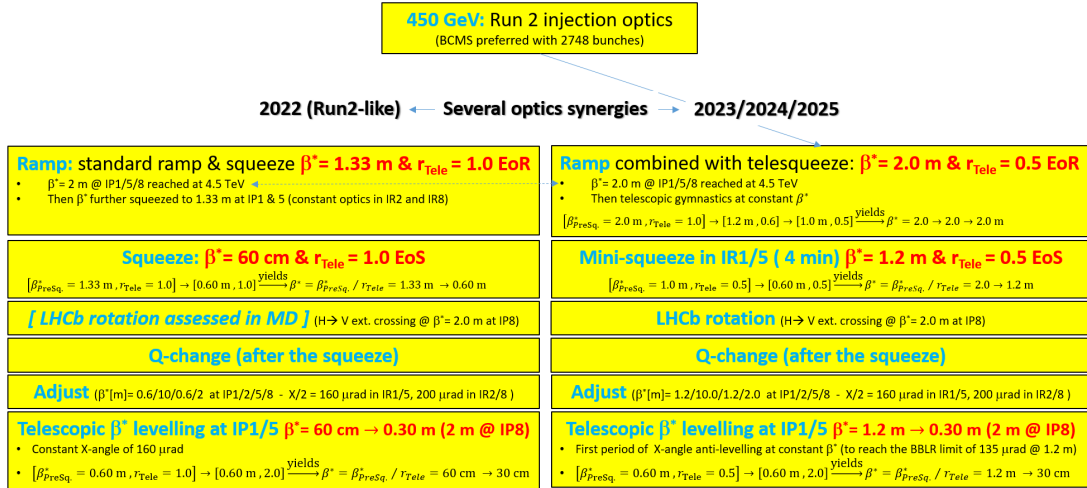 450 GeV: Run 2 injection optics
(BCMS preferred with 2748 bunches)
2022 (Run2-like)
Several optics synergies
2023/2024/2025
Ramp: standard ramp & squeeze β*= 1.33 m & rTele = 1.0 EoR
• β*= 2 m @ IP1/5/8 reached at 4.5 TeV
• Then β* further squeezed to 1.33 m at IP1 & 5 (constant optics in IR2 and IR8)
Squeeze: β*= 60 cm & rTele = 1.0 EoS
[β*PreSq. = 1.33 m , rTele = 1.0] → [0.60 m , 1.0] yields→ β* = β*PreSq. / rTele = 1.33 m → 0.60 m
[ LHCb rotation assessed in MD ] (H→ V ext. crossing @ β*= 2.0 m at IP8)
Q-change (after the squeeze)
Adjust (β*[m]= 0.6/10/0.6/2 at IP1/2/5/8 - X/2 = 160 μrad in IR1/5, 200 μrad in IR2/8 )
Telescopic β* levelling at IP1/5 β*= 60 cm → 0.30 m (2 m @ IP8)
• Constant X-angle of 160 μrad
• [β*PreSq. = 0.60 m , rTele = 1.0] → [0.60 m , 2.0] yields→ β* = β*PreSq. / rTele = 60 cm → 30 cm
Ramp combined with telesqueeze: β*= 2.0 m & rTele = 0.5 EoR
• β*= 2.0 m @ IP1/5/8 reached at 4.5 TeV
• Then telescopic gymnastics at constant β*
[β*PreSq. = 2.0 m , rTele = 1.0] → [1.2 m , 0.6] → [1.0 m , 0.5] yields→ β* = 2.0 → 2.0 → 2.0 m
Mini-squeeze in IR1/5 ( 4 min) β*= 1.2 m & rTele = 0.5 EoS
[β*PreSq. = 1.0 m , rTele = 0.5] → [0.60 m , 0.5] yields→ β* = β*PreSq. / rTele = 2.0 → 1.2 m
LHCb rotation (H→ V ext. crossing @ β*= 2.0 m at IP8)
Q-change (after the squeeze)
Adjust (β*[m]= 1.2/10.0/1.2/2.0 at IP1/2/5/8 - X/2 = 160 μrad in IR1/5, 200 μrad in IR2/8 )
Telescopic β* levelling at IP1/5 β*= 1.2 m → 0.30 m (2 m @ IP8)
• First period of X-angle anti-levelling at constant β* (to reach the BBLR limit of 135 μrad @ 1.2 m)
• [β*PreSq. = 0.60 m , rTele = 0.5] → [0.60 m , 2.0] yields→ β* = β*PreSq. / rTele = 1.2 m → 30 cm